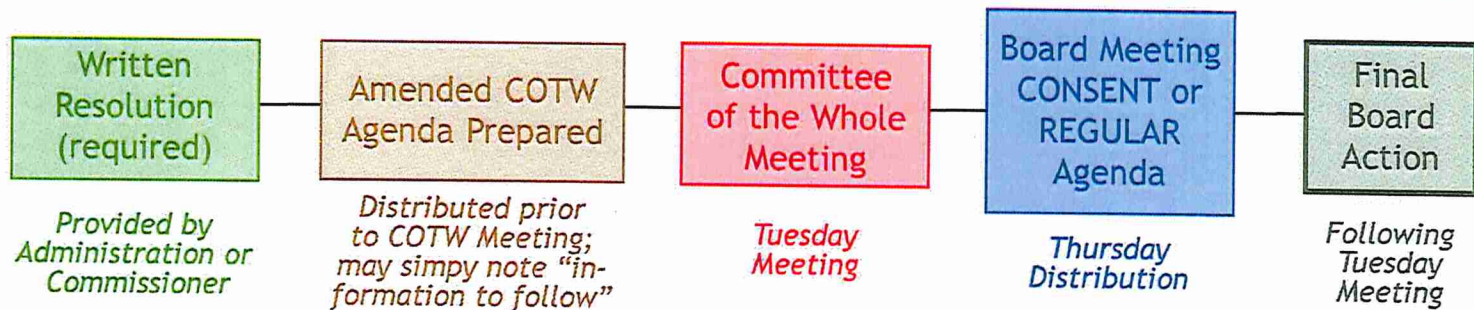 Written
Resolution
(required)
Provided by
Administration or
Commissioner
Amended COTW
Agenda Prepared
Distributed prior
to COTW Meeting;
may simpy note “in-
formation to follow”
Committee
of the Whole
Meeting
Tuesday
Meeting
Board Meeting
CONSENT or
REGULAR
Agenda
Thursday
Distribution
Final
Board
Action
Following
Tuesday
Meeting